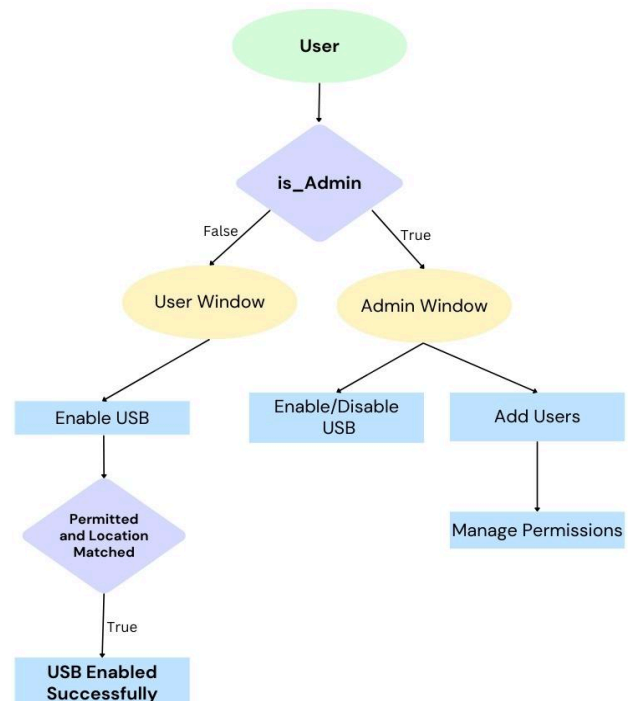 User
is_Admin
False
True
User Window
Admin Window
Enable USB
Enable/Disable
USB
Add Users
Permitted
and Location
Matched
Manage Permissions
True
USB Enabled
Successfully